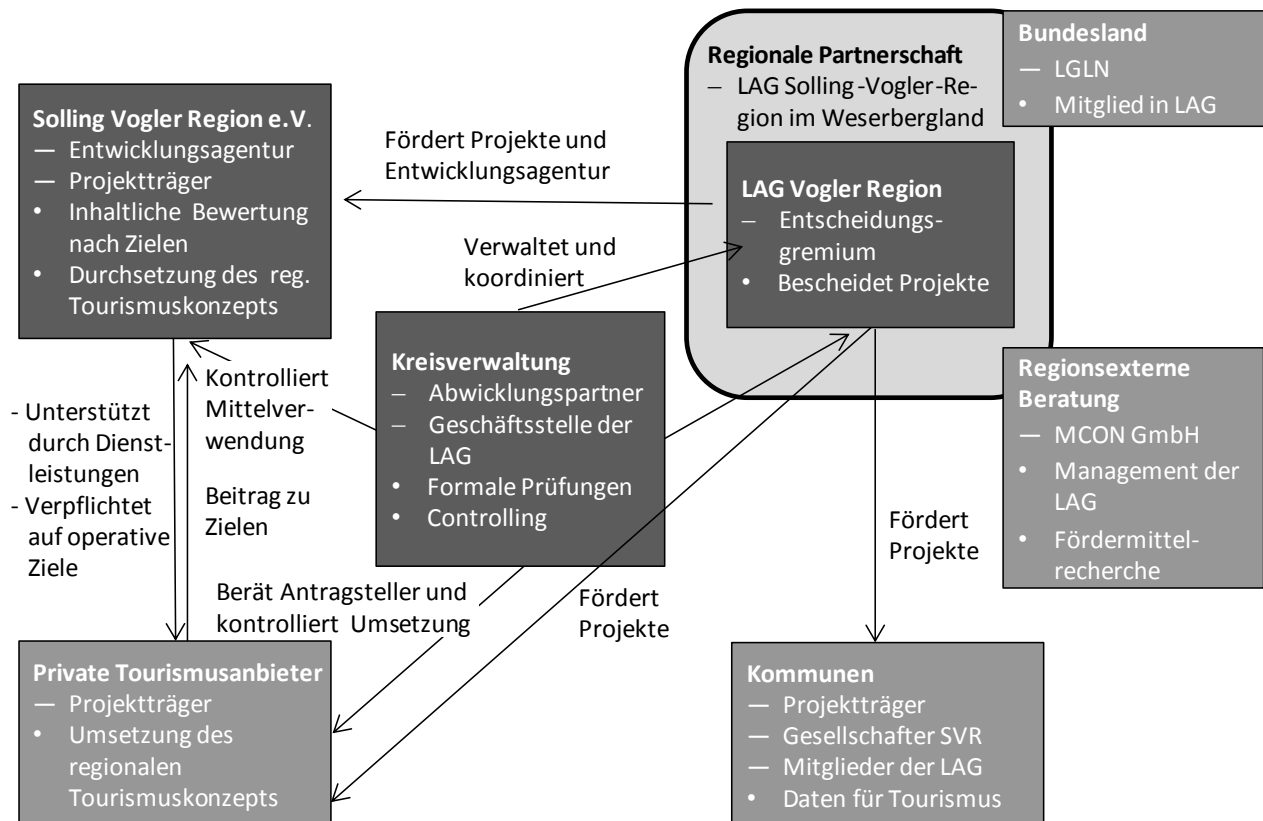 Solling Vogler Region e.V.
— Entwicklungsagentur
— Projektträger
• Inhaltliche Bewertung
nach Zielen
• Durchsetzung des reg.
Tourismuskonzepts
Fördert Projekte und
Entwicklungsagentur
Regionale Partnerschaft
– LAG Solling-Vogler-Re-
gion im Weserbergland
Bundesland
— LGLN
• Mitglied in LAG
LAG Vogler Region
– Entscheidungs-
gremium
• Bescheidet Projekte
Verwaltet und
koordiniert
Kreisverwaltung
– Abwicklungspartner
– Geschäftsstelle der
LAG
• Formale Prüfungen
• Controlling
Regionsexterne
Beratung
— MCON GmbH
• Management der
LAG
• Fördermittel-
recherche
Kontrolliert
Mittelver-
wendung
- Unterstützt
durch Dienst-
leistungen
- Verpflichtet
auf operative
Ziele
Beitrag zu
Zielen
Berät Antragsteller und
kontrolliert Umsetzung
Fördert
Projekte
Fördert
Projekte
Private Tourismusanbieter
— Projektträger
• Umsetzung des
regionalen
Tourismuskonzepts
Kommunen
— Projektträger
— Gesellschafter SVR
— Mitglieder der LAG
• Daten für Tourismus